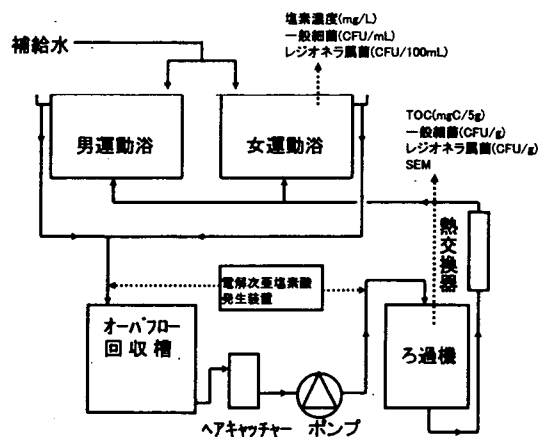 塩素濃度(mg/L)
一般細菌(CFU/mL)
レジオネラ属菌(CFU/100mL)
補給水
男運動浴
女運動浴
TOC(mgC/5g)
一般細菌(CFU/g)
レジオネラ属菌(CFU/g)
SEM
熱交換器
電解次亜塩素酸
発生装置
オーバフロー
回収槽
ろ過機
ヘアキャッチャー
ポンプ